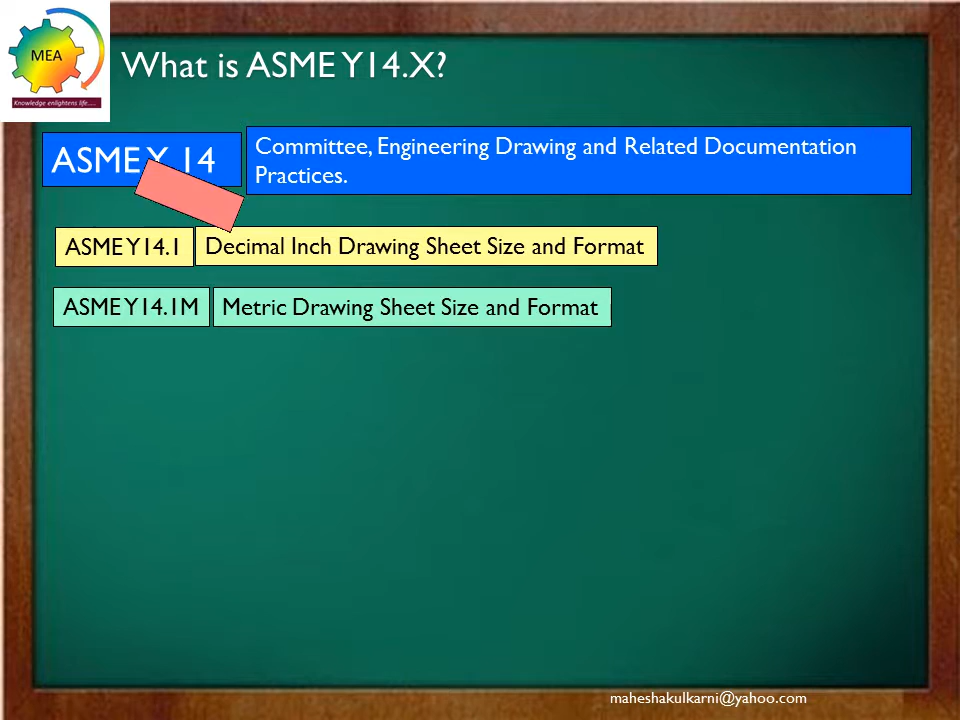 MEA
Knowledge enlightens life.....
What is ASME Y14.X?
ASME Y 14
Committee, Engineering Drawing and Related Documentation
Practices.
ASME Y14.1
Decimal Inch Drawing Sheet Size and Format
ASME Y14.1M
Metric Drawing Sheet Size and Format
maheshakulkarni@yahoo.com